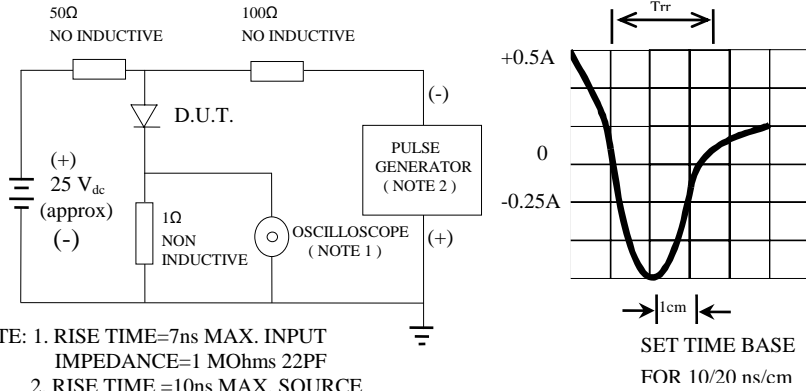 50Ω
NO INDUCTIVE
100Ω
NO INDUCTIVE
Trr
+0.5A
(-)
D.U.T.
PULSE
GENERATOR
( NOTE 2 )
0
(+)
25 Vdc
(approx)
(-)
-0.25A
1Ω
NON
INDUCTIVE
OSCILLOSCOPE
( NOTE 1 )
(+)
1cm
TE: 1. RISE TIME=7ns MAX. INPUT
IMPEDANCE=1 MOhms 22PF
2. RISE TIME =10ns MAX. SOURCE
SET TIME BASE
FOR 10/20 ns/cm